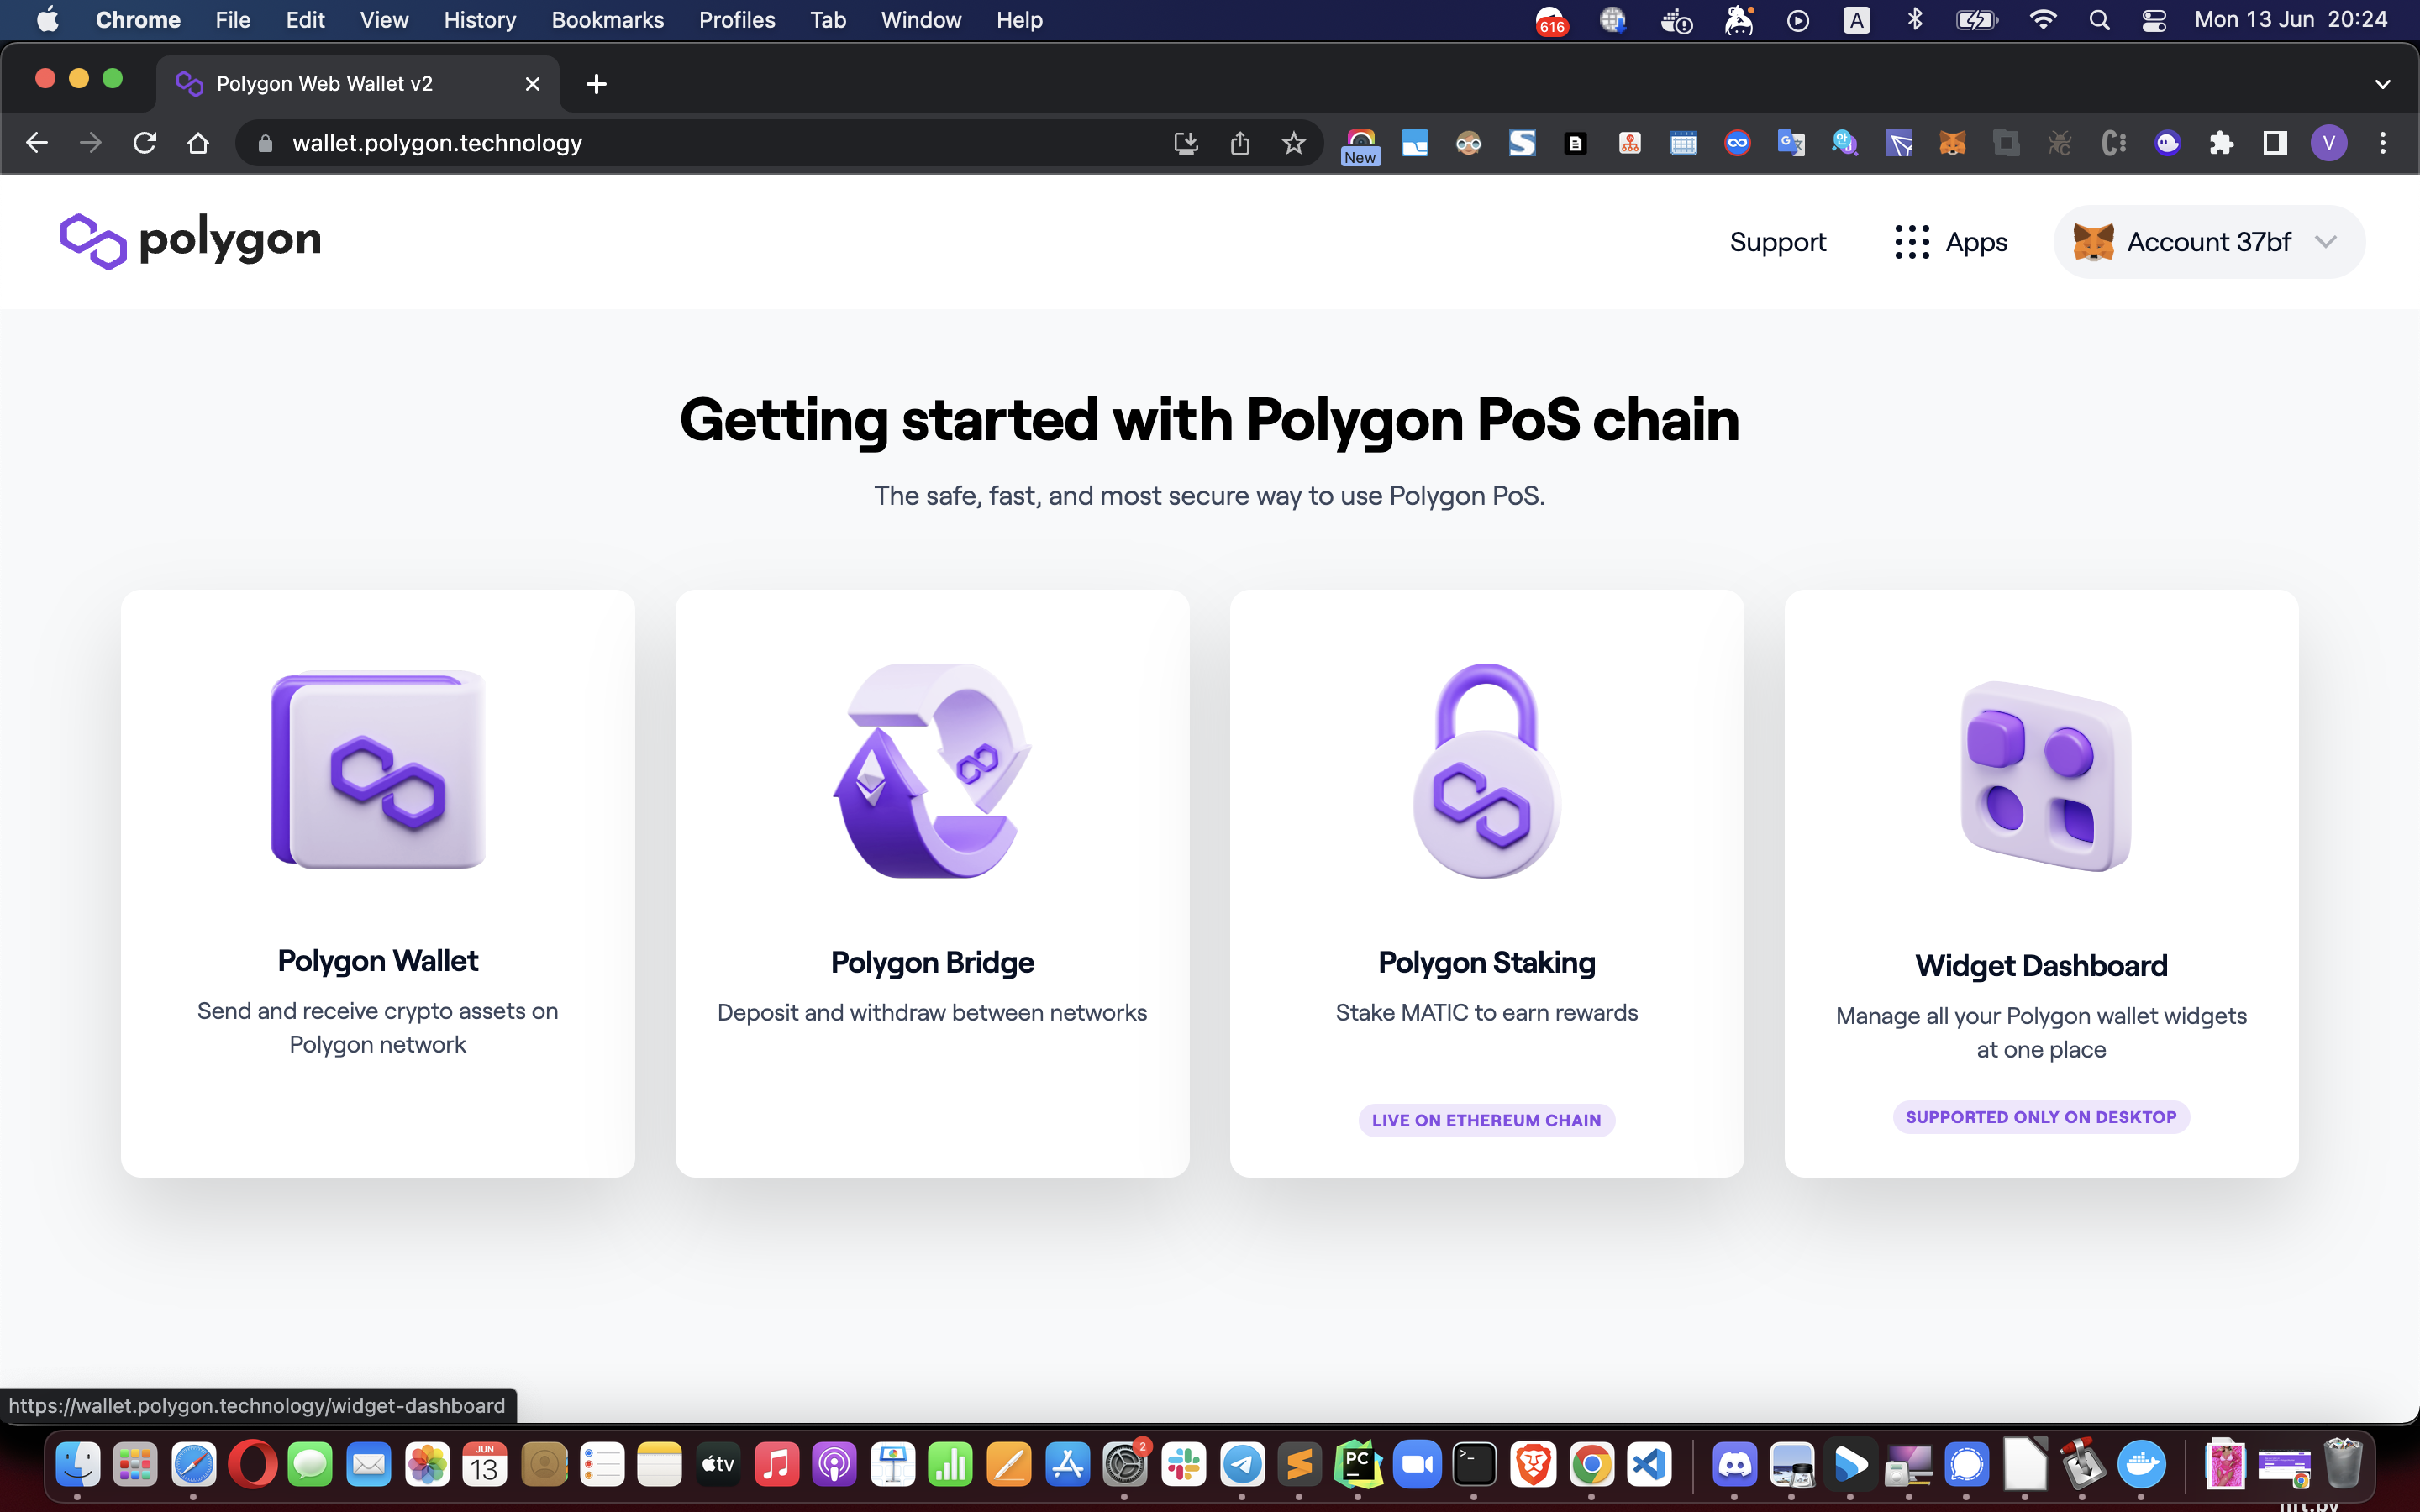 Chrome File Edit View History Bookmarks Profiles Tab Window Help 616 A Mon 13 Jun 20:24
Polygon Web Wallet v2
wallet.polygon.technology New V
polygon Support Apps Account 37bf
Getting started with Polygon PoS chain
The safe, fast, and most secure way to use Polygon PoS.
Polygon Wallet
Send and receive crypto assets on
Polygon network
Polygon Bridge
Deposit and withdraw between networks
Polygon Staking
Stake MATIC to earn rewards
LIVE ON ETHEREUM CHAIN
Widget Dashboard
Manage all your Polygon wallet widgets
at one place
SUPPORTED ONLY ON DESKTOP
https://wallet.polygon.technology/widget-dashboard
JUN
13
tv
2
PC